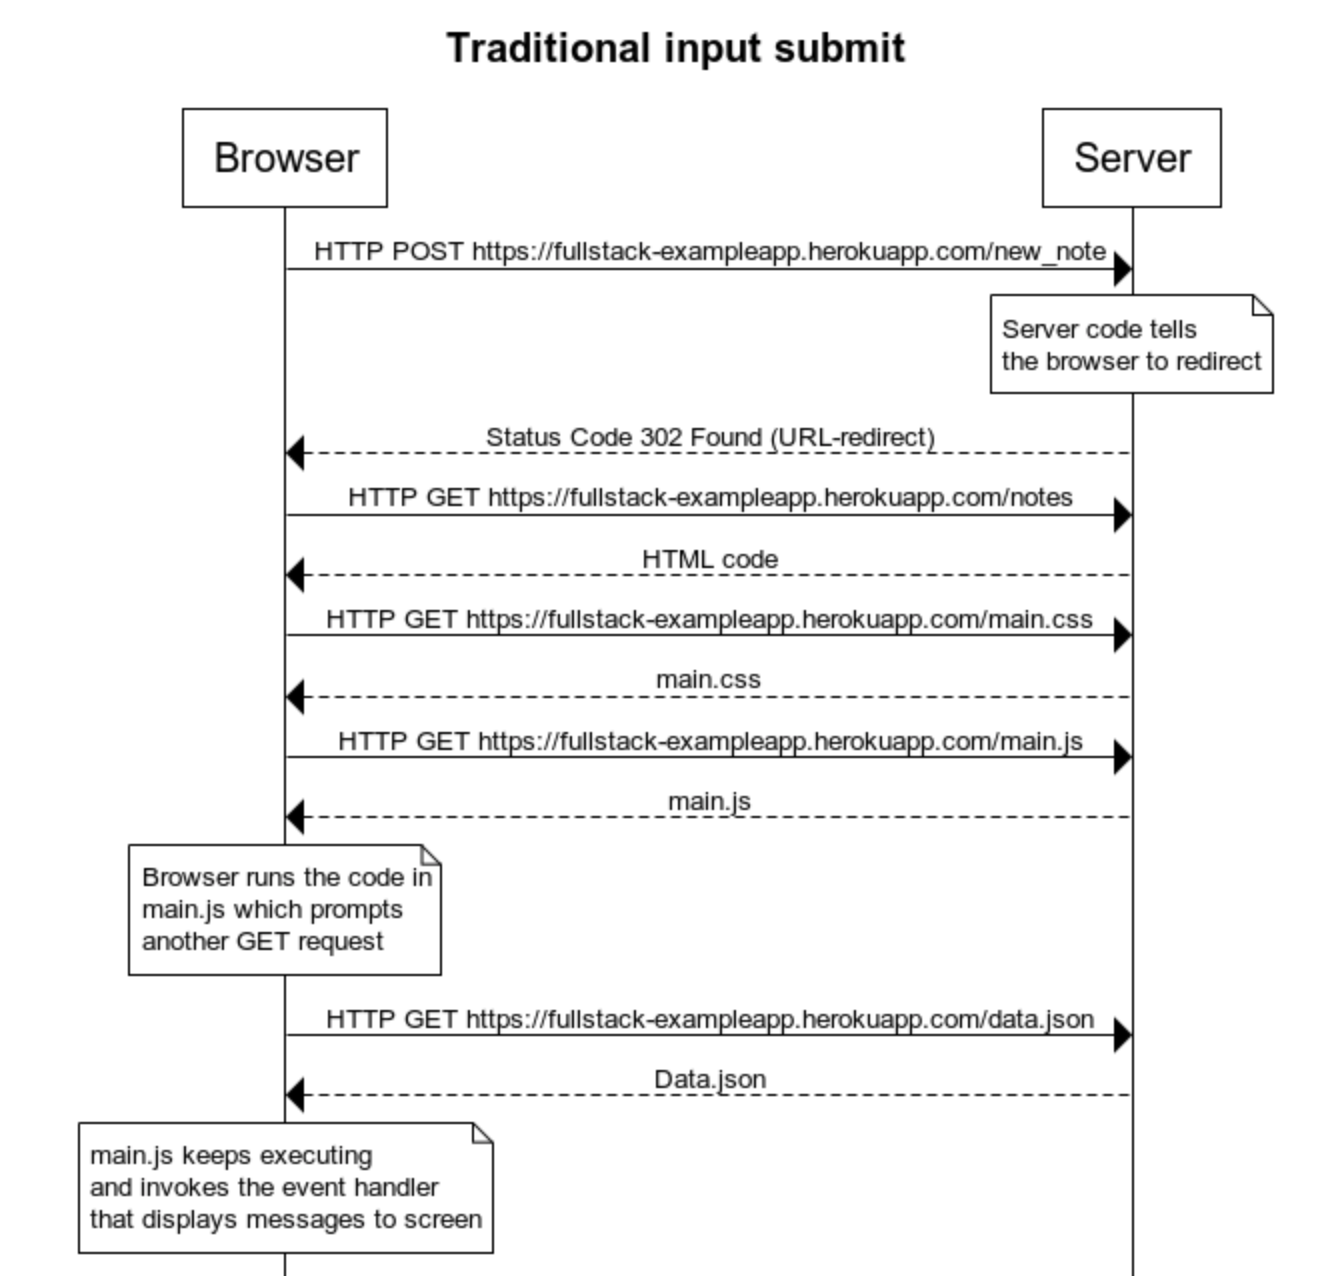 Traditional input submit
Browser
Server
HTTP POST https://fullstack-exampleapp.herokuapp.com/new_note
Server code tells
the browser to redirect
Status Code 302 Found (URL-redirect)
HTTP GET https://fullstack-exampleapp.herokuapp.com/notes
HTML code
HTTP GET https://fullstack-exampleapp.herokuapp.com/main.css
main.css
HTTP GET https://fullstack-exampleapp.herokuapp.com/main.js
main.js
Browser runs the code in
main.js which prompts
another GET request
HTTP GET https://fullstack-exampleapp.herokuapp.com/data.json
Data.json
main.js keeps executing
and invokes the event handler
that displays messages to screen